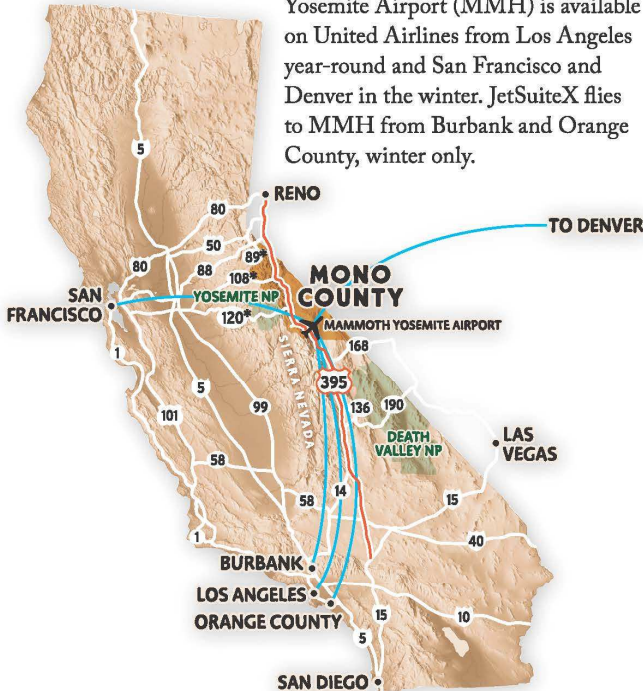 Yosemite Airport (MMH) is available
on United Airlines from Los Angeles
year-round and San Francisco and
Denver in the winter. JetSuiteX flies
to MMH from Burbank and Orange
County, winter only.
5
RENO
80
TO DENVER
50
89*
80
88
108*
MONO
COUNTY
SAN
FRANCISCO
YOSEMITE NP
120*
MAMMOTH YOSEMITE AIRPORT
168
1
SIERRA NEVADA
395
5
99
136
190
101
DEATH
VALLEY NP
LAS
VEGAS
58
58
14
15
1
40
BURBANK
LOS ANGELES
ORANGE COUNTY
15
10
5
SAN DIEGO